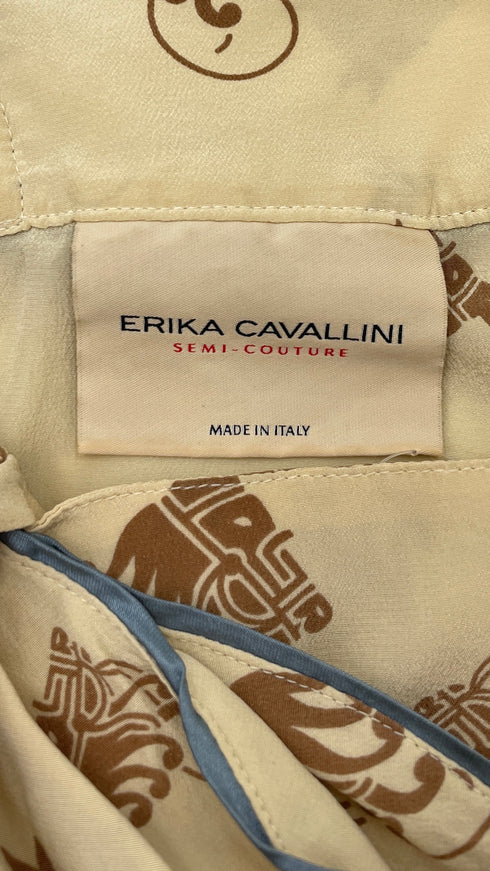 ERIKA CAVALLINI
SEMI-COUTURE
MADE IN ITALY